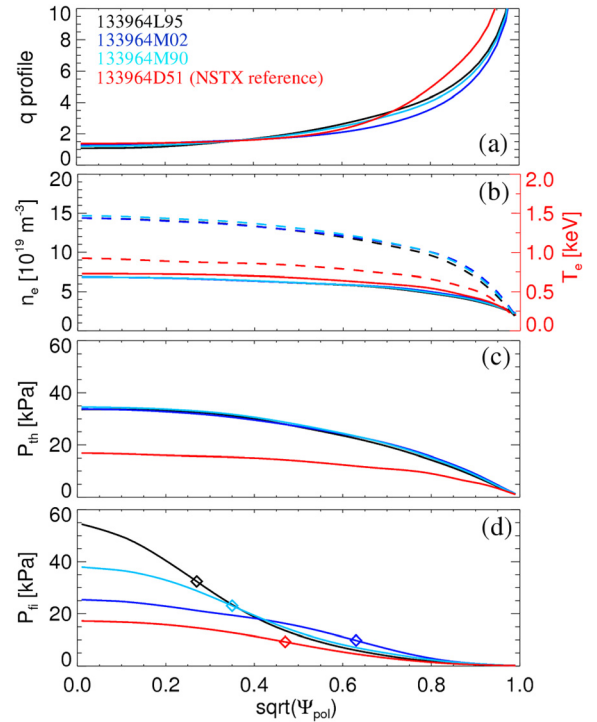 10
8
6
4
2
0
q profile
133964L95
133964M02
133964M90
133964D51 (NSTX reference)
(a)
20
15
10
5
0
n_e [10^19 m^-3]
(b)
2.0
1.5
1.0
0.5
0.0
T_e [keV]
60
40
20
0
P_th [kPa]
(c)
60
40
20
0
P_fi [kPa]
(d)
0.0 0.2 0.4 0.6 0.8 1.0
sqrt(Ψ_pol)